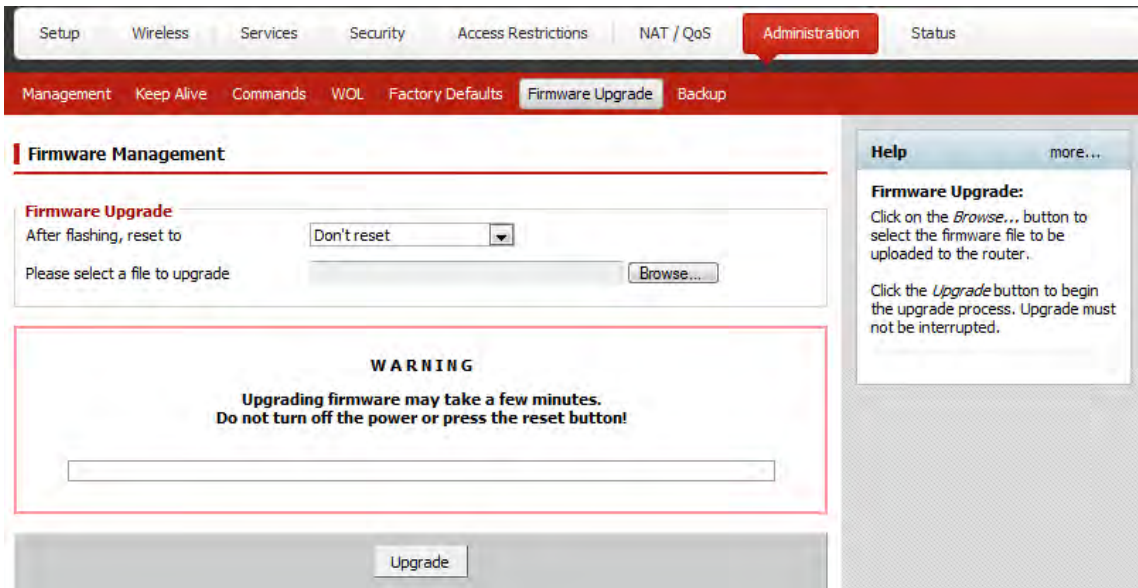 Setup Wireless Services Security Access Restrictions NAT / QoS Administration Status
Management Keep Alive Commands WOL Factory Defaults Firmware Upgrade Backup
Firmware Management
Firmware Upgrade
After flashing, reset to Don't reset
Please select a file to upgrade Browse...
WARNING
Upgrading firmware may take a few minutes.
Do not turn off the power or press the reset button!
Upgrade
Help more...
Firmware Upgrade:
Click on the Browse... button to
select the firmware file to be
uploaded to the router.
Click the Upgrade button to begin
the upgrade process. Upgrade must
not be interrupted.